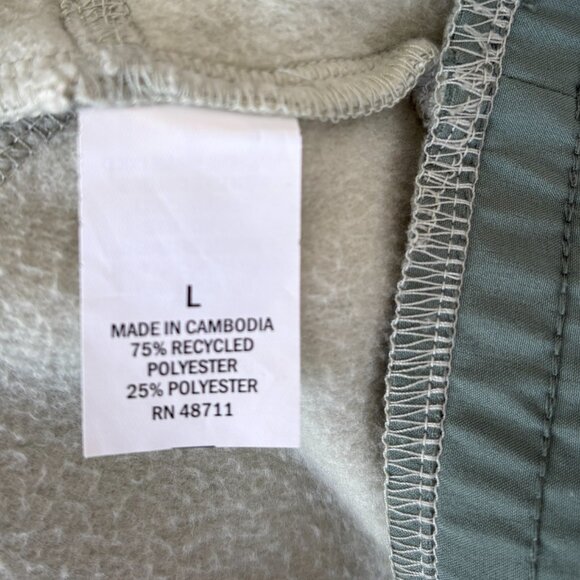 L
MADE IN CAMBODIA
75% RECYCLED
POLYESTER
25% POLYESTER
RN 48711